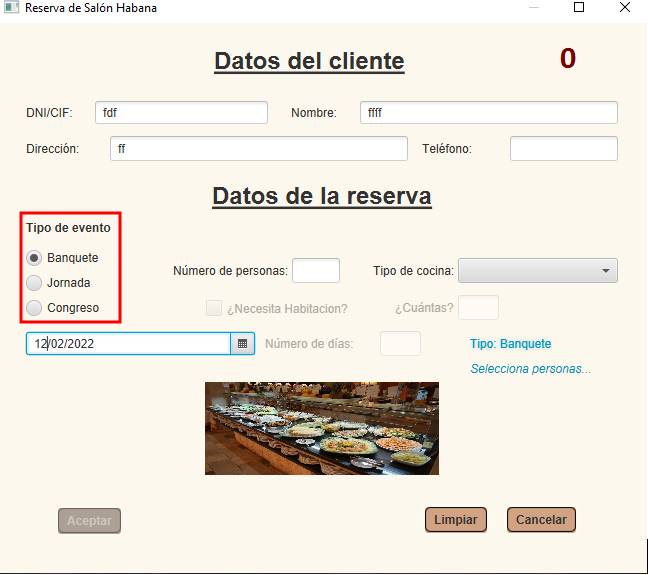 Reserva de Salón Habana
Datos del cliente
0
DNI/CIF: fdf Nombre: ffff
Dirección: ff Teléfono:
Datos de la reserva
Tipo de evento
Banquete
Jornada
Congreso
Número de personas: Tipo de cocina:
¿Necesita Habitacion? ¿Cuántas?
12/02/2022 Número de días: Tipo: Banquete
Selecciona personas...
Aceptar Limpiar Cancelar